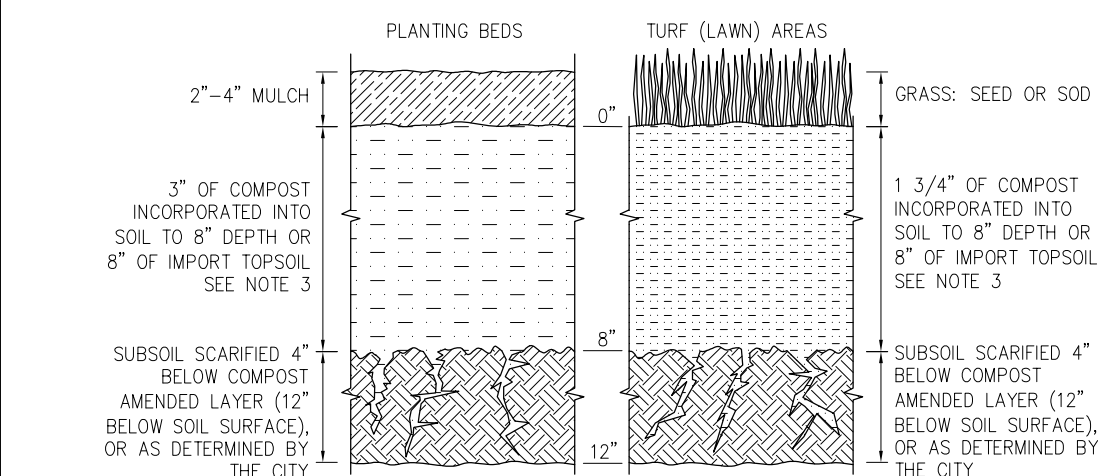 PLANTING BEDS
TURF (LAWN) AREAS
2"-4" MULCH
0"
GRASS: SEED OR SOD
3" OF COMPOST
INCORPORATED INTO
SOIL TO 8" DEPTH OR
8" OF IMPORT TOPSOIL
SEE NOTE 3
1 3/4" OF COMPOST
INCORPORATED INTO
SOIL TO 8" DEPTH OR
8" OF IMPORT TOPSOIL
SEE NOTE 3
8"
SUBSOIL SCARIFIED 4"
BELOW COMPOST
AMENDED LAYER (12"
BELOW SOIL SURFACE),
OR AS DETERMINED BY
THE CITY
SUBSOIL SCARIFIED 4"
BELOW COMPOST
AMENDED LAYER (12"
BELOW SOIL SURFACE),
OR AS DETERMINED BY
THE CITY
12"